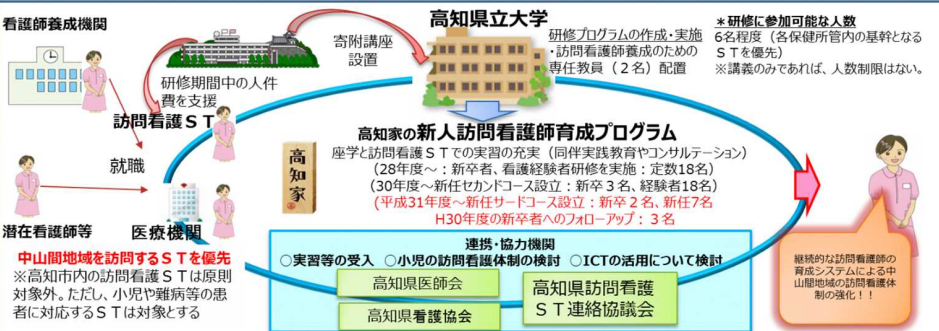 看護師養成機関
高知県立大学
寄附講座
設置
研修プログラムの作成・実施
・訪問看護師養成のための
専任教員（２名）配置
＊研修に参加可能な人数
6名程度（各保健所管内の基幹となる
ＳＴを優先）
※講義のみであれば、人数制限はない。
研修期間中の人件
費を支援
訪問看護ＳＴ
就職
潜在看護師等
医療機関
高知家
高知家の新人訪問看護師育成プログラム
座学と訪問看護ＳＴでの実習の充実（同伴実践教育やコンサルテーション）
（28年度～：新卒者、看護経験者研修を実施：定数18名）
（30年度～新任セカンドコース設立：新卒３名、経験者18名）
（平成31年度～新任サードコース設立：新卒２名、新任7名
H30年度の新卒者へのフォローアップ：３名
中山間地域を訪問するＳＴを優先
※高知市内の訪問看護ＳＴは原則
対象外。ただし、小児や難病等の患
者に対応するＳＴは対象とする
連携・協力機関
○実習等の受入　○小児の訪問看護体制の検討　○ICTの活用について検討
高知県医師会
高知県看護協会
高知県訪問看護
ＳＴ連絡協議会
継続的な訪問看護師の
育成システムによる中
山間地域の訪問看護体
制の強化！！